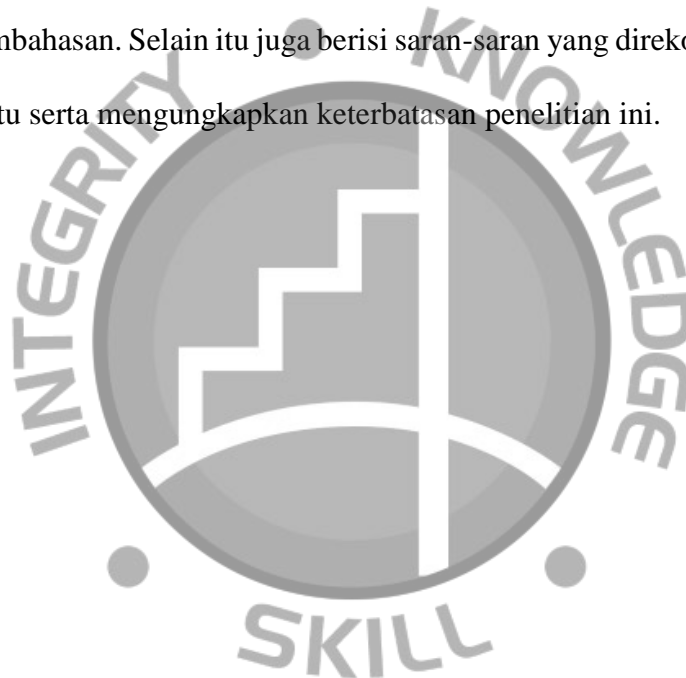 mbahasan. Selain itu juga berisi saran-saran yang direko
tu serta mengungkapkan keterbatasan penelitian ini.
INTEGRITY
KNOWLEDGE
SKILL